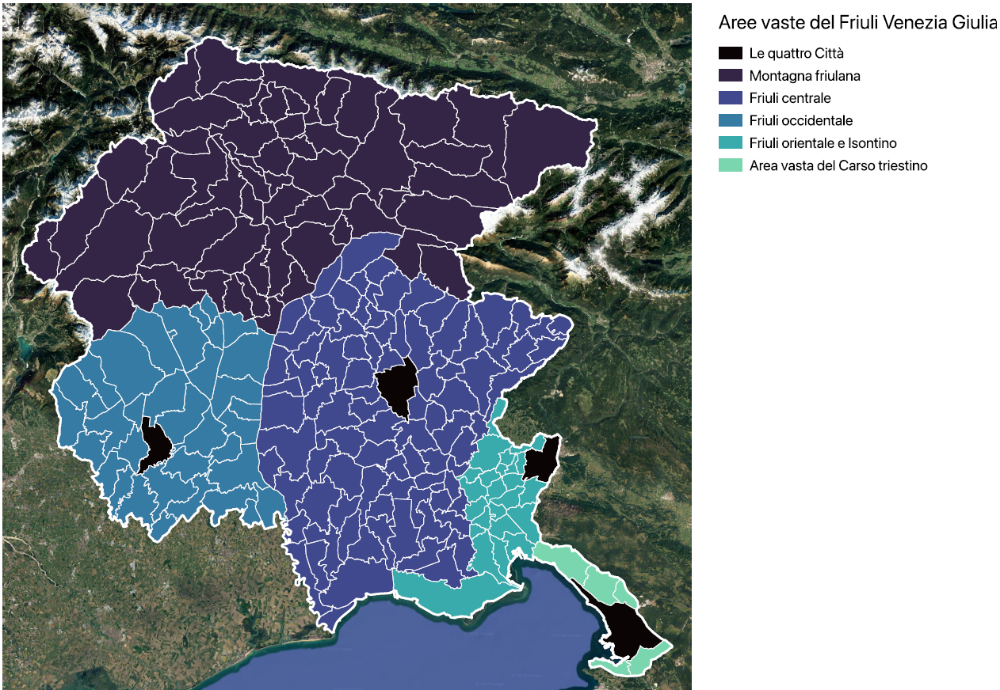 Aree vaste del Friuli Venezia Giulia
Le quattro Città
Montagna friulana
Friuli centrale
Friuli occidentale
Friuli orientale e Isontino
Area vasta del Carso triestino